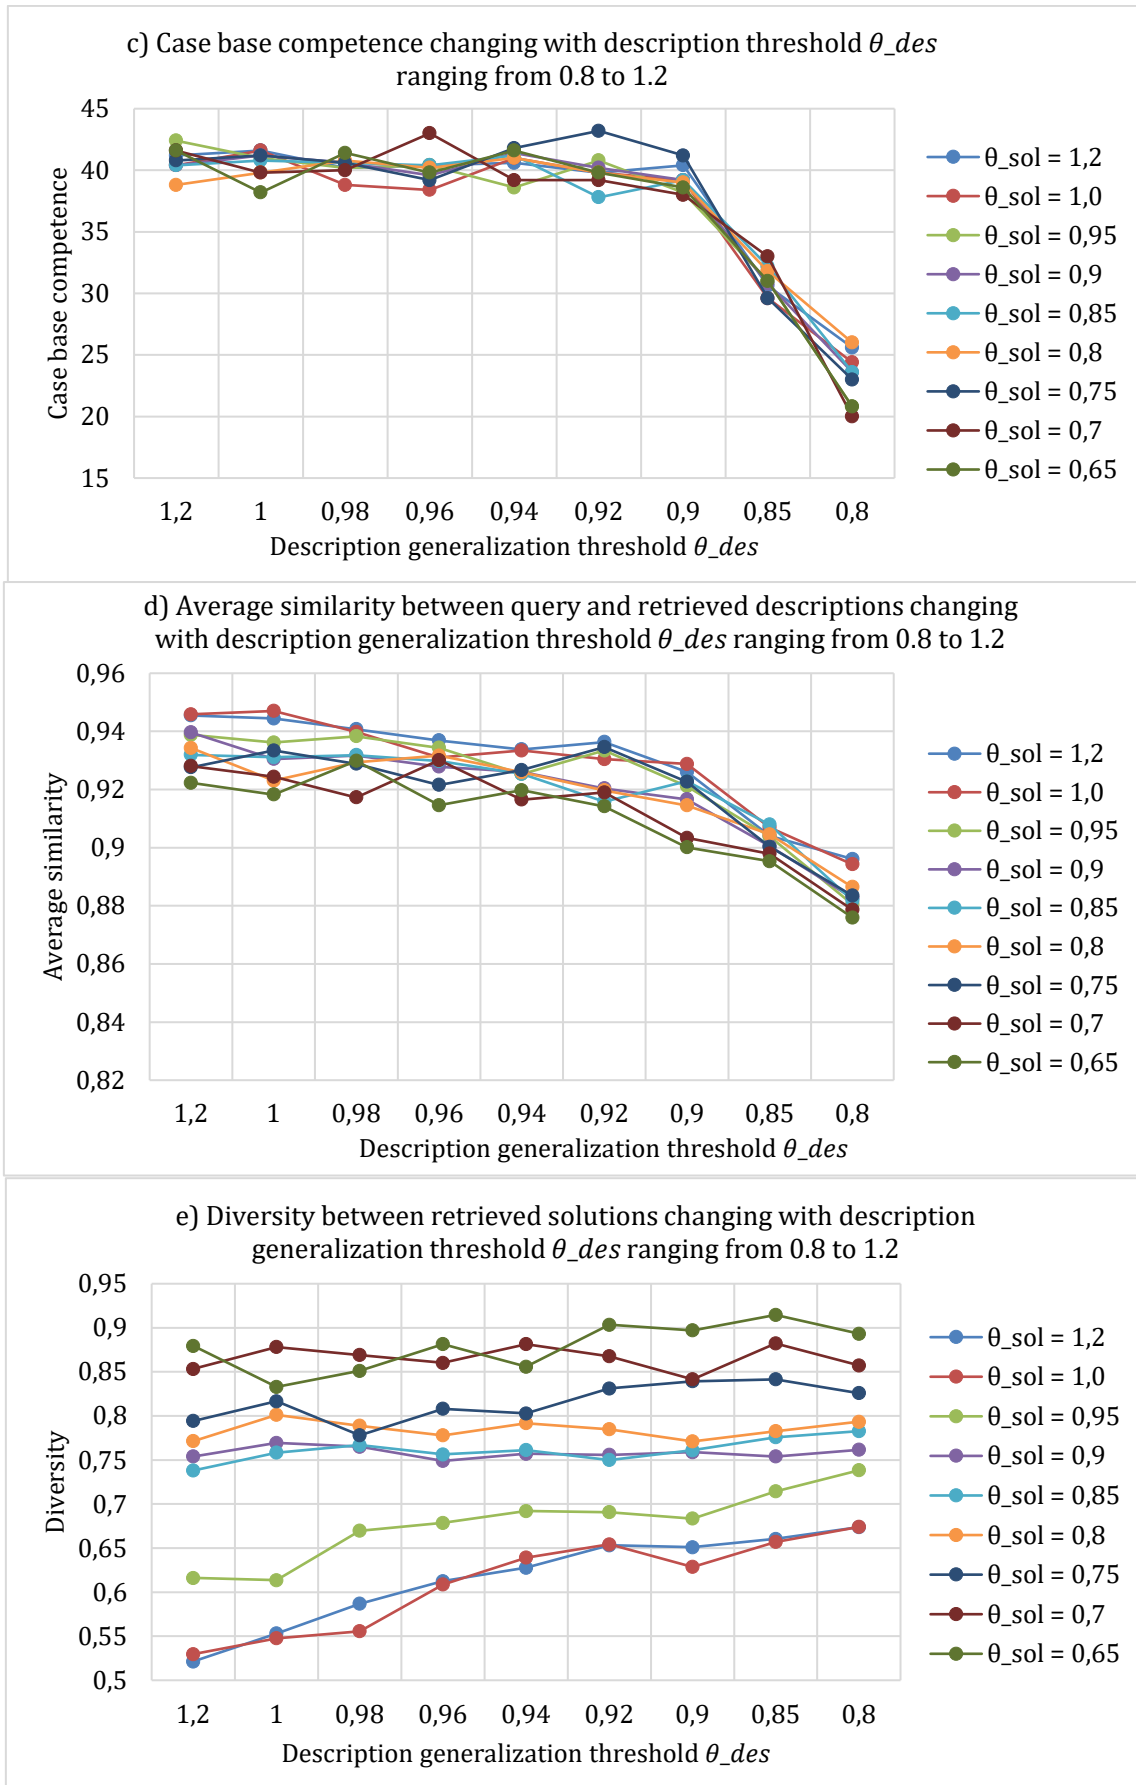 c) Case base competence changing with description threshold θ_des
ranging from 0.8 to 1.2
Case base competence
45
40
35
30
25
20
15
1,2 1 0,98 0,96 0,94 0,92 0,9 0,85 0,8
Description generalization threshold θ_des
θ_sol = 1,2
θ_sol = 1,0
θ_sol = 0,95
θ_sol = 0,9
θ_sol = 0,85
θ_sol = 0,8
θ_sol = 0,75
θ_sol = 0,7
θ_sol = 0,65
d) Average similarity between query and retrieved descriptions changing
with description generalization threshold θ_des ranging from 0.8 to 1.2
Average similarity
0,96
0,94
0,92
0,9
0,88
0,86
0,84
0,82
1,2 1 0,98 0,96 0,94 0,92 0,9 0,85 0,8
Description generalization threshold θ_des
θ_sol = 1,2
θ_sol = 1,0
θ_sol = 0,95
θ_sol = 0,9
θ_sol = 0,85
θ_sol = 0,8
θ_sol = 0,75
θ_sol = 0,7
θ_sol = 0,65
e) Diversity between retrieved solutions changing with description
generalization threshold θ_des ranging from 0.8 to 1.2
Diversity
0,95
0,9
0,85
0,8
0,75
0,7
0,65
0,6
0,55
0,5
1,2 1 0,98 0,96 0,94 0,92 0,9 0,85 0,8
Description generalization threshold θ_des
θ_sol = 1,2
θ_sol = 1,0
θ_sol = 0,95
θ_sol = 0,9
θ_sol = 0,85
θ_sol = 0,8
θ_sol = 0,75
θ_sol = 0,7
θ_sol = 0,65